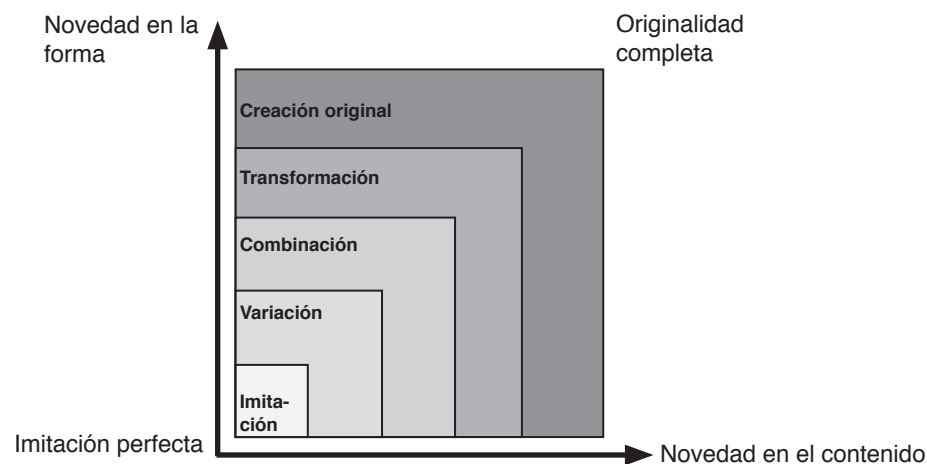 Novedad en la
forma
Originalidad
completa
Creación original
Transformación
Combinación
Variación
Imita-
ción
Imitación perfecta
Novedad en el contenido